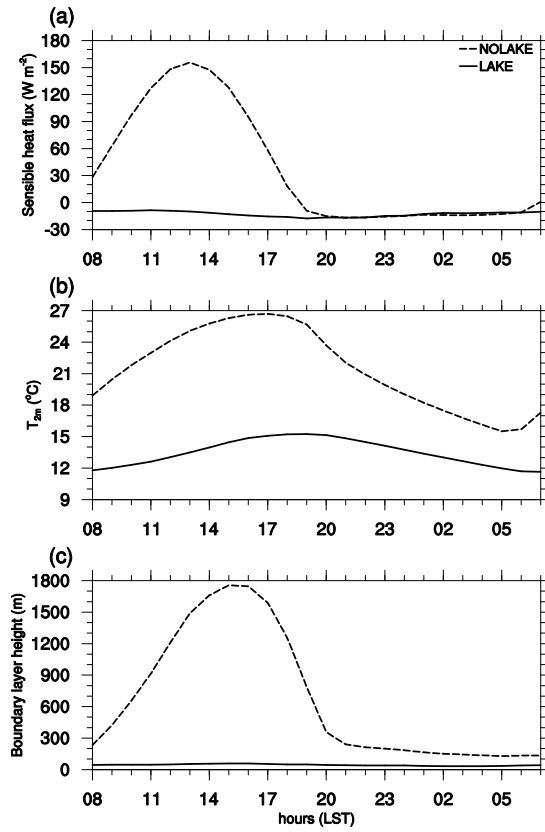 (a)
Sensible heat flux (W m-2)
180
150
120
90
60
30
0
-30
NOLAKE
LAKE
08 11 14 17 20 23 02 05
(b)
T2m (oC)
27
24
21
18
15
12
9
08 11 14 17 20 23 02 05
(c)
Boundary layer height (m)
1800
1500
1200
900
600
300
0
08 11 14 17 20 23 02 05
hours (LST)